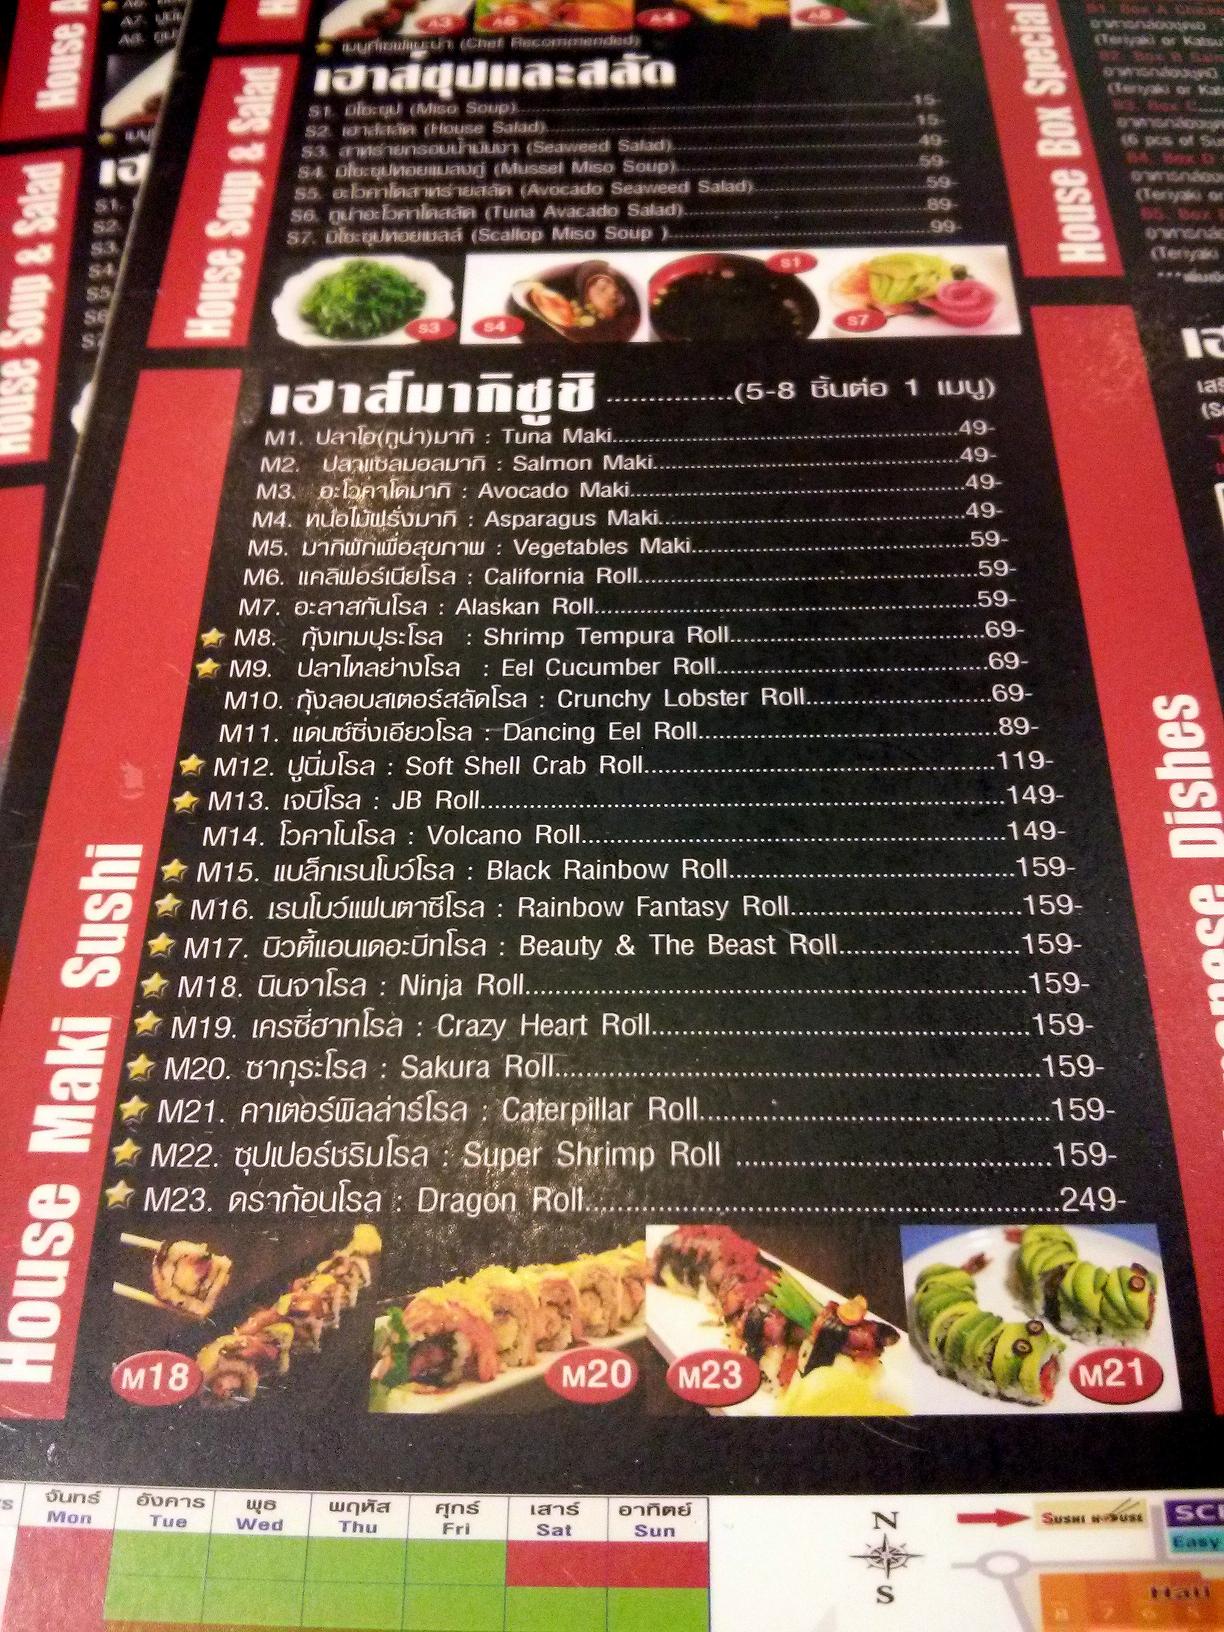 A3
A6
A4
A8
เมนูที่เชฟแนะนำ (Chef Recommended)
House Soup & Salad
เฮาส์ซุปและสลัด
S1. มิโซะซุป (Miso Soup)..........15-
S2. เฮาส์สลัด (House Salad)..........15-
S3. สาหร่ายกรอบน้ำมันงา (Seaweed Salad)..........49-
S4. มิโซะซุปหอยแมลงภู่ (Mussel Miso Soup)..........59-
S5. อะโวคาโดสาหร่ายสลัด (Avocado Seaweed Salad)..........59-
S6. ทูน่าอะโวคาโดสลัด (Tuna Avacado Salad)..........89-
S7. มิโซะซุปหอยเชลล์ (Scallop Miso Soup )..........99-
S3
S4
S1
S7
House Maki Sushi
เฮาส์มากิซูชิ ...............(5-8 ชิ้นต่อ 1 เมนู)
M1. ปลาโอ(ทูน่า)มากิ : Tuna Maki..........49-
M2. ปลาแซลมอลมากิ : Salmon Maki..........49-
M3. อะโวคาโดมากิ : Avocado Maki..........49-
M4. หน่อไม้ฝรั่งมากิ : Asparagus Maki..........49-
M5. มากิผักเพื่อสุขภาพ : Vegetables Maki..........59-
M6. แคลิฟอร์เนียโรล : California Roll..........59-
M7. อะลาสกันโรล : Alaskan Roll..........59-
M8. กุ้งเทมปุระโรล : Shrimp Tempura Roll..........69-
M9. ปลาไหลย่างโรล : Eel Cucumber Roll..........69-
M10. กุ้งลอบสเตอร์สลัดโรล : Crunchy Lobster Roll..........69-
M11. แดนซ์ซิ่งเอียวโรล : Dancing Eel Roll..........89-
M12. ปูนิ่มโรล : Soft Shell Crab Roll..........119-
M13. เจบีโรล : JB Roll..........149-
M14. โวคาโนโรล : Volcano Roll..........149-
M15. แบล็กเรนโบว์โรล : Black Rainbow Roll..........159-
M16. เรนโบว์แฟนตาซีโรล : Rainbow Fantasy Roll..........159-
M17. บิวตี้แอนเดอะบีทโรล : Beauty & The Beast Roll..........159-
M18. นินจาโรล : Ninja Roll..........159-
M19. เครซี่ฮาทโรล : Crazy Heart Roll..........159-
M20. ซากุระโรล : Sakura Roll..........159-
M21. คาเตอร์พิลล่าร์โรล : Caterpillar Roll..........159-
M22. ซุปเปอร์ชริมโรล : Super Shrimp Roll ..........159-
M23. ดราก้อนโรล : Dragon Roll..........249-
M18
M20
M23
M21
จันทร์ อังคาร พุธ พฤหัส ศุกร์ เสาร์ อาทิตย์
Mon Tue Wed Thu Fri Sat Sun
N
S
SUSHI HOUSE
Easy
Hall
8 7 6 5
House Box Special
(Teriyaki or
(6 pcs of
Dishes
House Soup & Salad
House